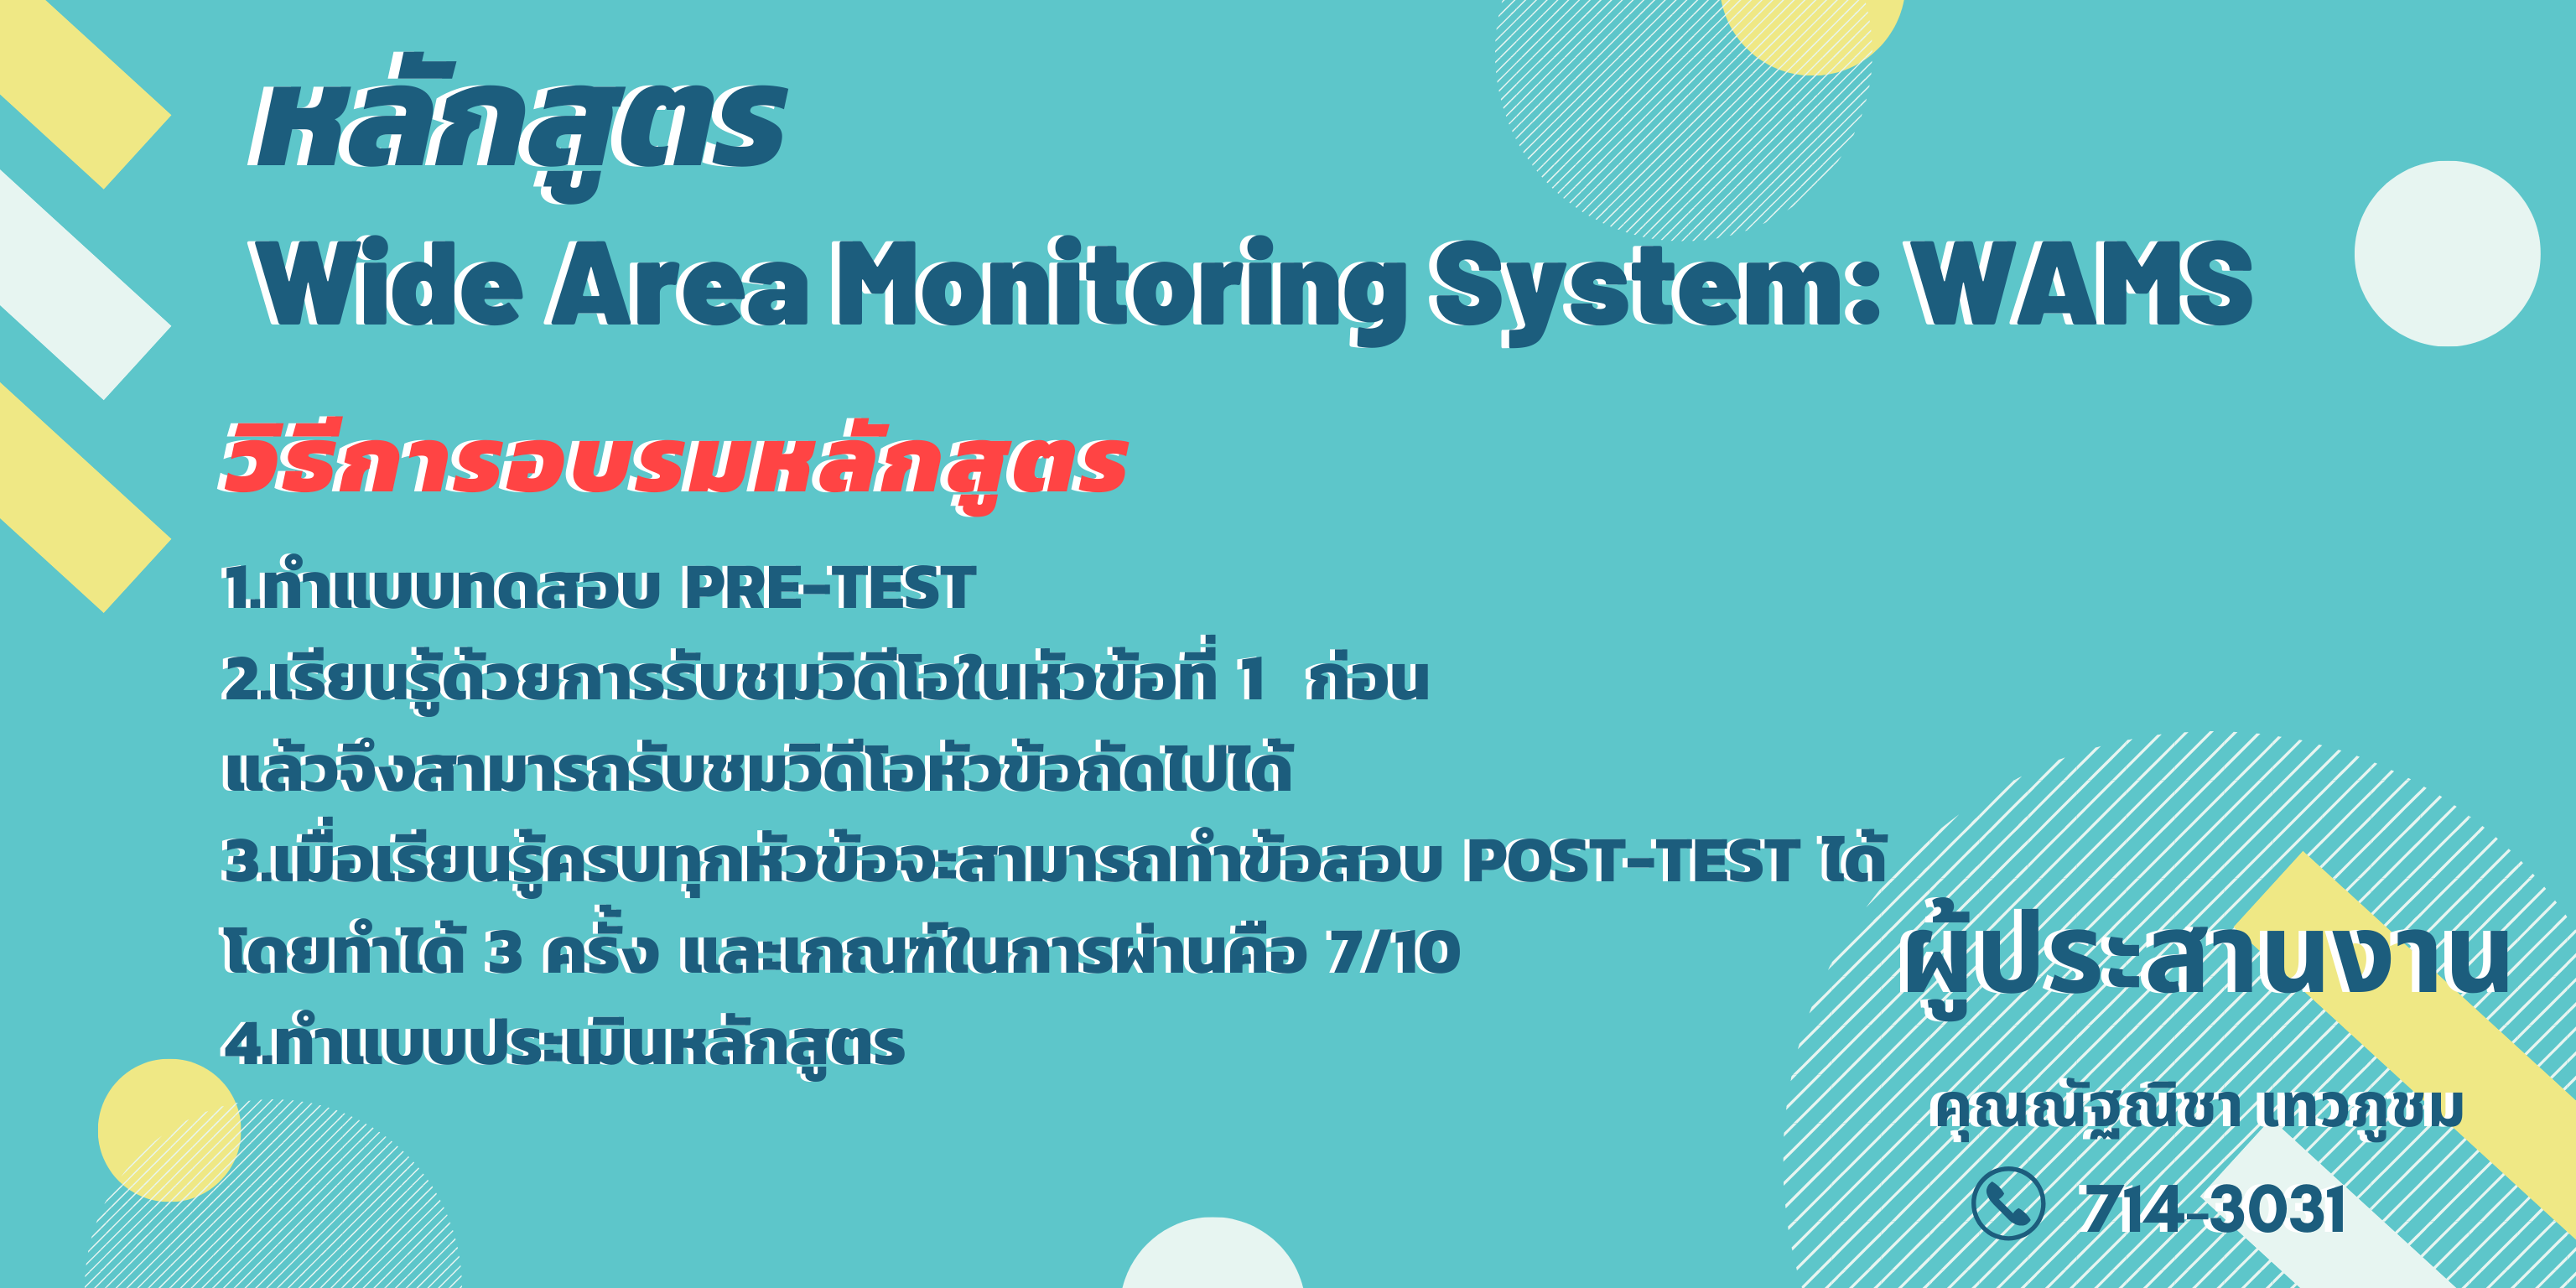 หลักสูตร
Wide Area Monitoring System: WAMS
วิธีการอบรมหลักสูตร
1.ทำแบบทดสอบ PRE-TEST
2.เรียนรู้ด้วยการรับชมวิดีโอในหัวข้อที่ 1  ก่อน
แล้วจึงสามารถรับชมวิดีโอหัวข้อถัดไปได้
3.เมื่อเรียนรู้ครบทุกหัวข้อจะสามารถทำข้อสอบ POST-TEST ได้
โดยทำได้ 3 ครั้ง และเกณฑ์ในการผ่านคือ 7/10
4.ทำแบบประเมินหลักสูตร
ผู้ประสานงาน
คุณณัฐณิชา เทวภูชม
714-3031